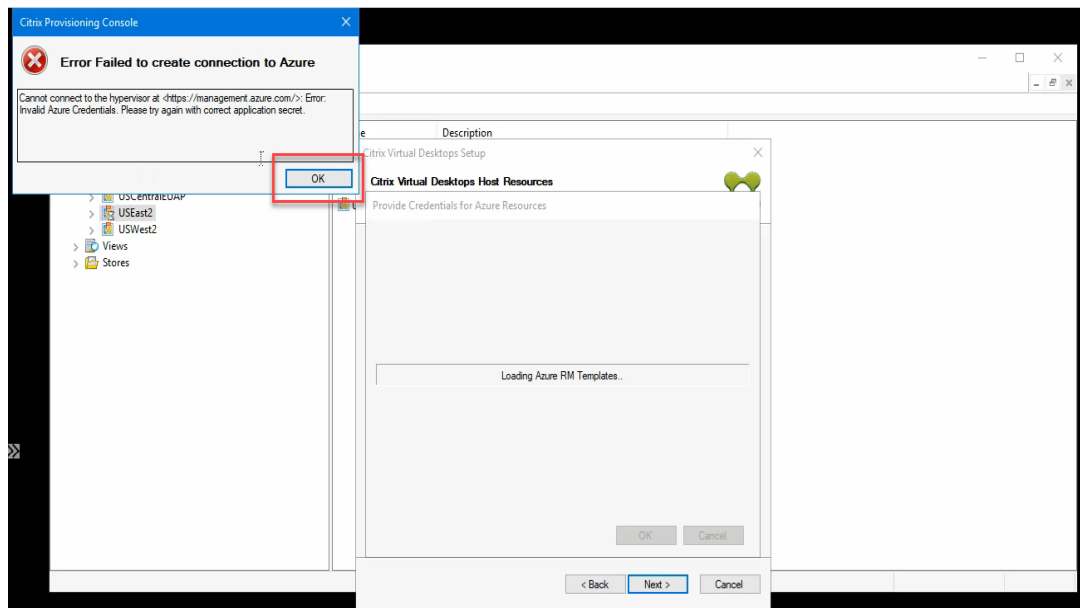 Citrix Provisioning Console
Error Failed to create connection to Azure
Cannot connect to the hypervisor at <https://management.azure.com/>: Error:
Invalid Azure Credentials. Please try again with correct application secret.
OK
e Description
Citrix Virtual Desktops Setup
Citrix Virtual Desktops Host Resources
Provide Credentials for Azure Resources
USCentralEUAP
USEast2
USWest2
Views
Stores
Loading Azure RM Templates..
OK Cancel
< Back Next > Cancel